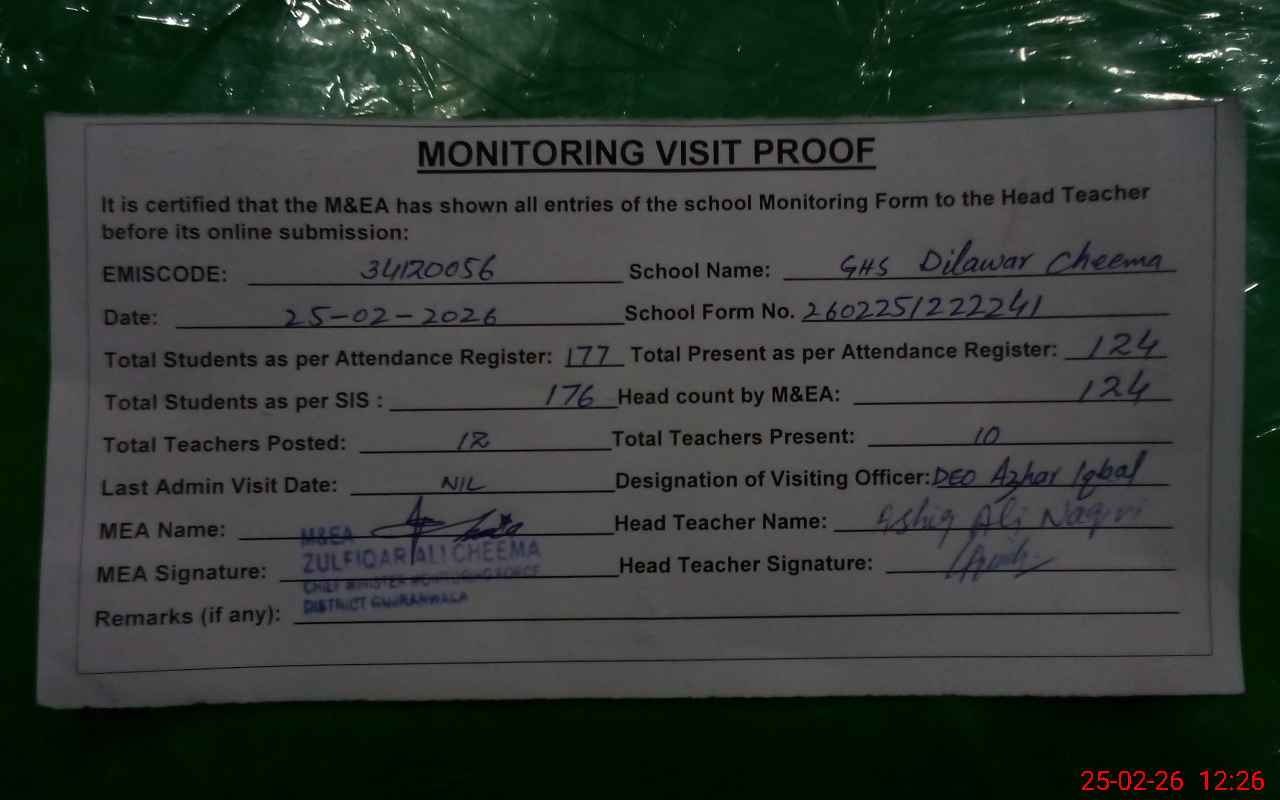 MONITORING VISIT PROOF
It is certified that the M&EA has shown all entries of the school Monitoring Form to the Head Teacher
before its online submission:
EMISCODE: 34120056 School Name: GHS Dilawar Cheema
Date: 25-02-2026 School Form No. 2602251222241
Total Students as per Attendance Register: 177 Total Present as per Attendance Register: 124
Total Students as per SIS : 176 Head count by M&EA: 124
Total Teachers Posted: 12 Total Teachers Present: 10
Last Admin Visit Date: NIL Designation of Visiting Officer: DEO Azhar Iqbal
MEA Name: Head Teacher Name: Ashiq Ali Naqvi
M&EA
ZULFIQAR ALI CHEEMA
MEA Signature: Head Teacher Signature:
CHIEF MINISTER MONITORING FORCE
DISTRICT GUJRANWALA
Remarks (if any):
25-02-26 12:26